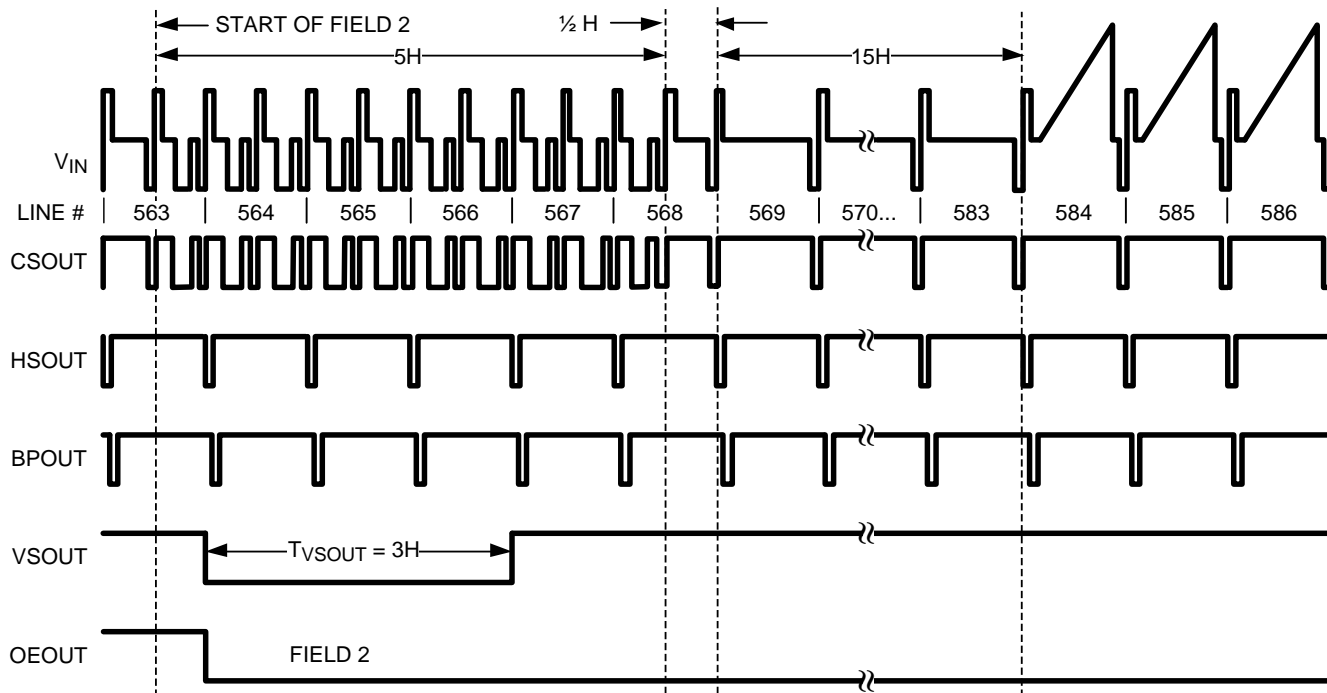 START OF FIELD 2
½ H
5H
15H
VIN
LINE # 563 564 565 566 567 568 569 570... 583 584 585 586
CSOUT
HSOUT
BPOUT
VSOUT
TVSOUT = 3H
OEOUT
FIELD 2